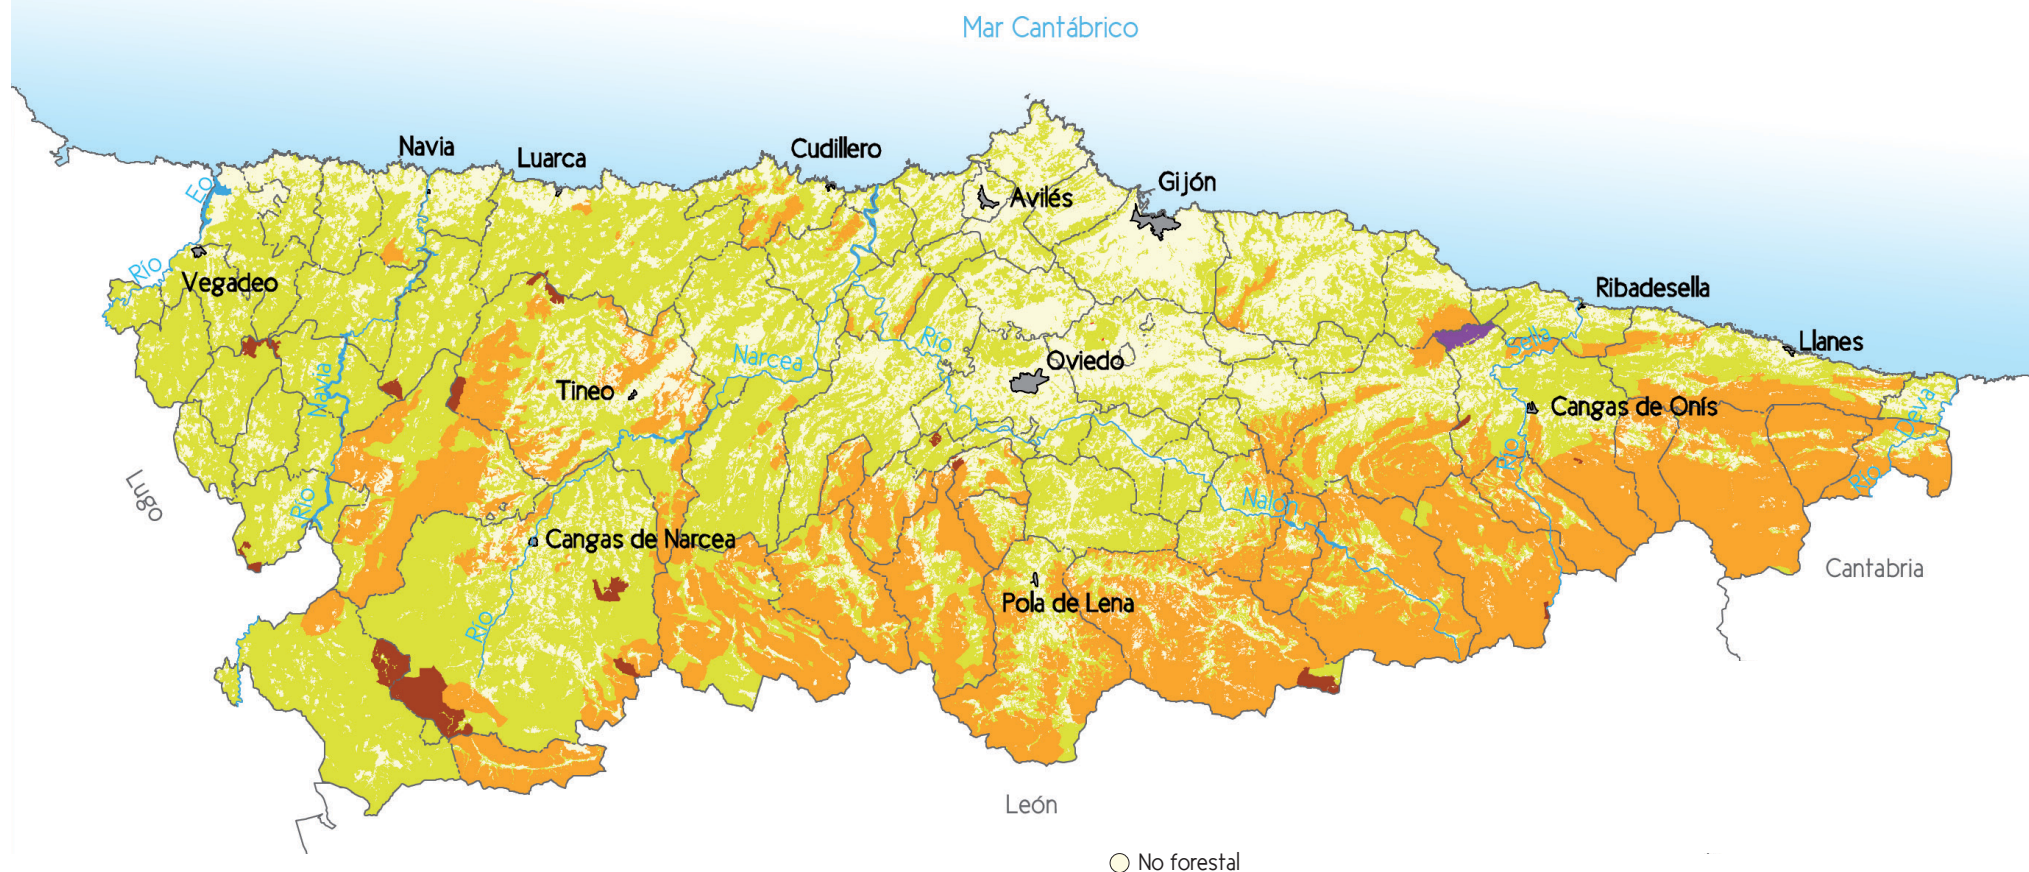 Mar Cantábrico
Navia
Luarca
Cudillero
Avilés
Gijón
Eo
Río
Vegadeo
Ribadesella
Llanes
Sella
Río
Narcea
Oviedo
Tineo
Navia
Cangas de Onís
Deva
Río
Río
Río
Nalón
Lugo
Cangas de Narcea
Pola de Lena
Río
Cantabria
León
No forestal